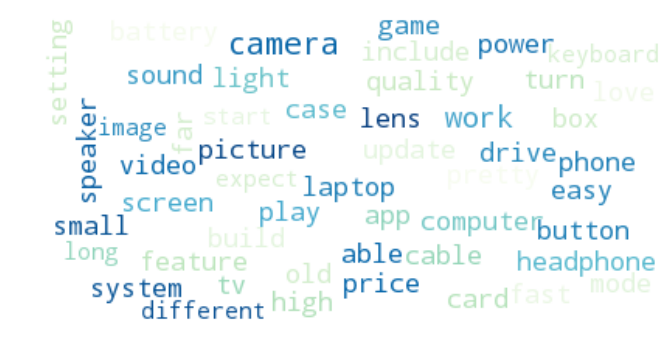 game
battery
camera
include
power
keyboard
setting
sound
light
quality
turn
love
case
start
lens
work
box
image
far
speaker
picture
update
drive
phone
video
expect
laptop
pretty
easy
screen
play
app
computer
small
build
button
long
feature
able
cable
headphone
system
tv
old
price
mode
different
high
card
fast